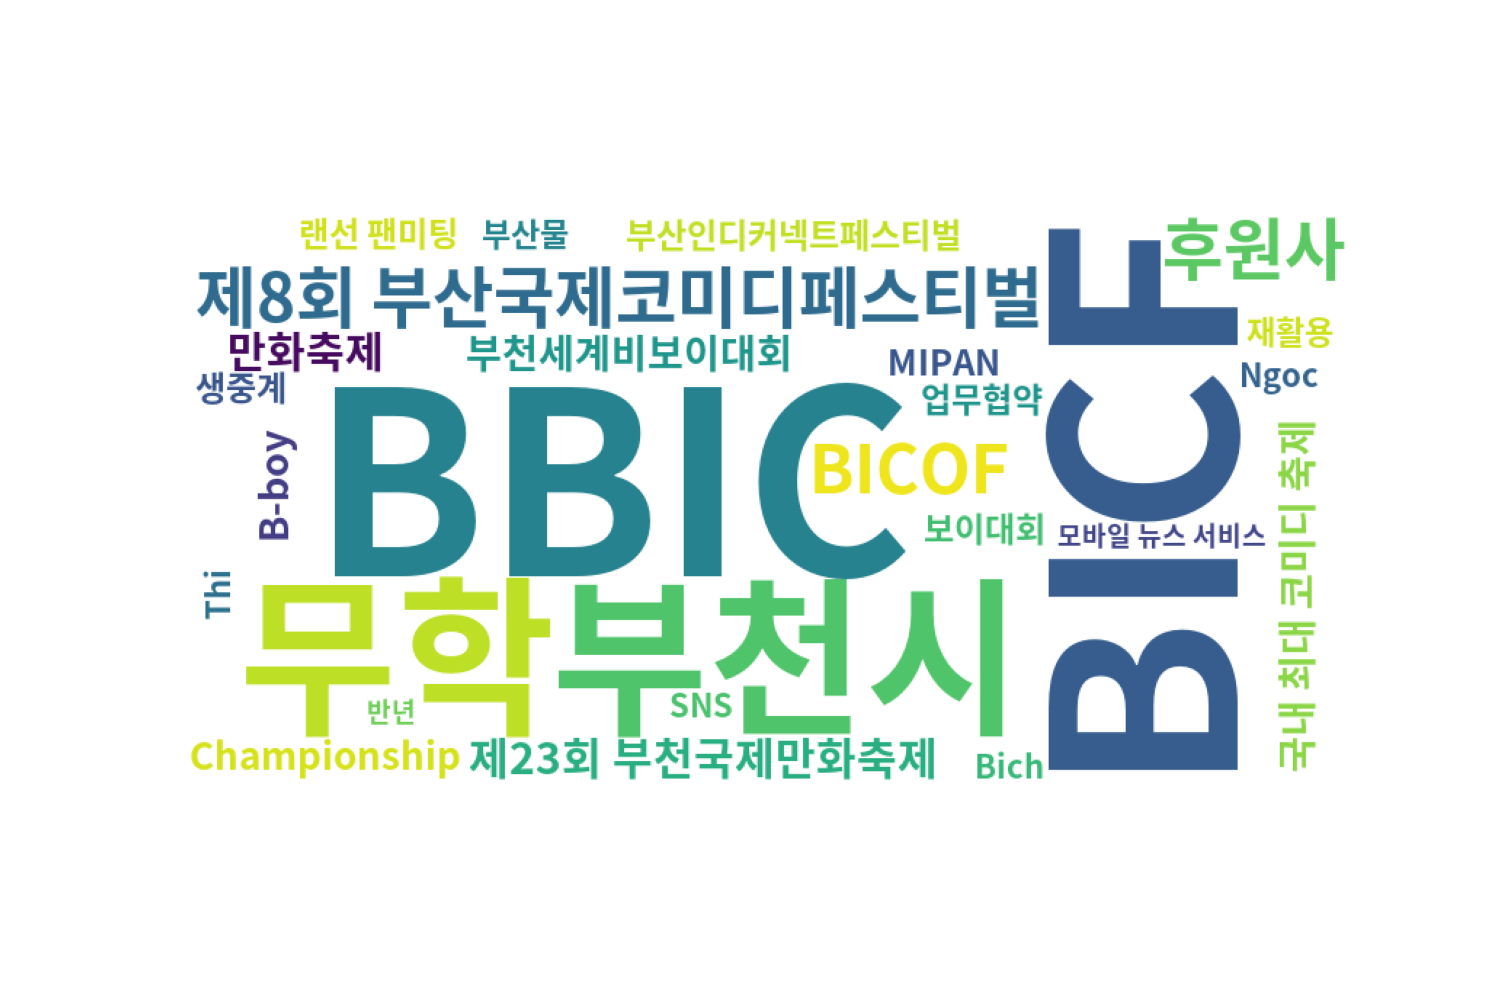 랜선 팬미팅
부산물
부산인디커넥트페스티벌
후원사
제8회 부산국제코미디페스티벌
BICF
만화축제
부천세계비보이대회
MIPAN
재활용
생중계
업무협약
Ngoc
BBIC
BICOF
B-boy
보이대회
모바일 뉴스 서비스
국내 최대 코미디 축제
Thi
무학
부천시
반년
SNS
Championship
제23회 부천국제만화축제
Bich